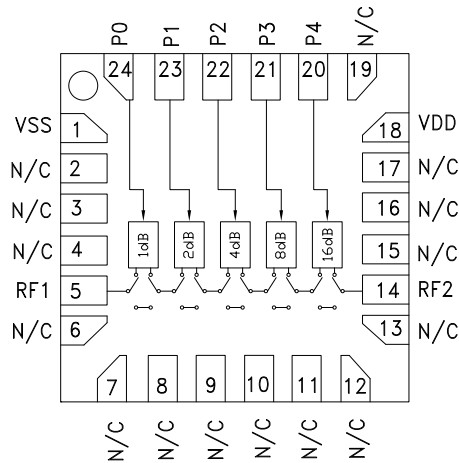 P0 P1 P2 P3 P4 N/C
24 23 22 21 20 19
VSS 1 18 VDD
N/C 2 17 N/C
N/C 3 16 N/C
N/C 4 15 N/C
1dB 2dB 4dB 8dB 16dB
RF1 5 14 RF2
N/C 6 13 N/C
7 8 9 10 11 12
N/C N/C N/C N/C N/C N/C